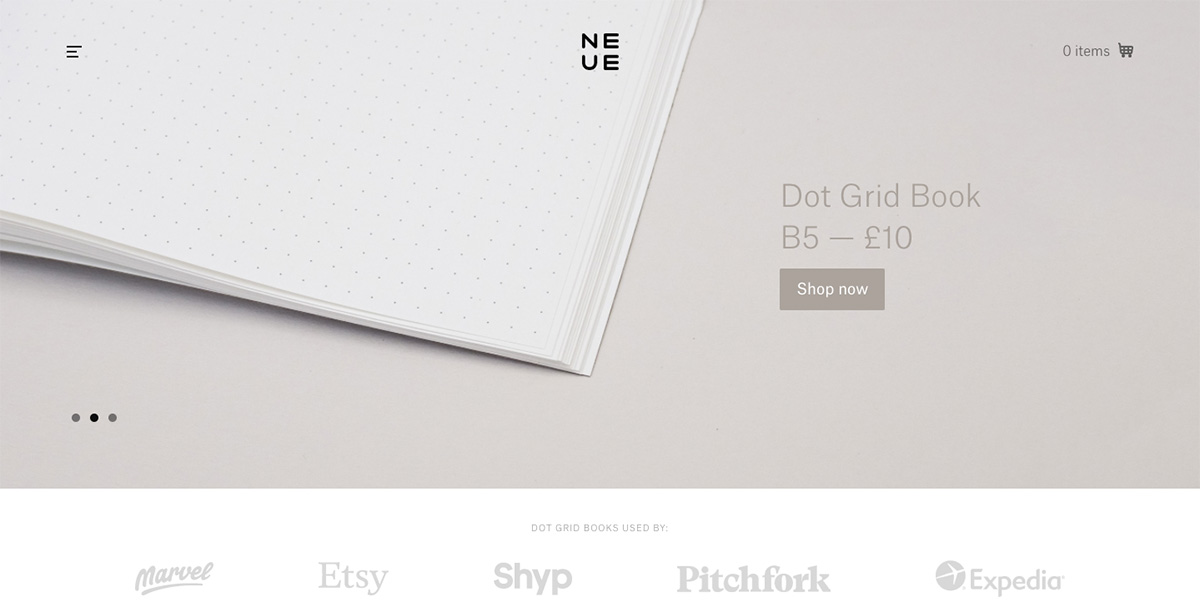 NE
UE
0 items
Dot Grid Book
B5 — £10
Shop now
DOT GRID BOOKS USED BY:
Marvel
Etsy
Shyp
Pitchfork
Expedia